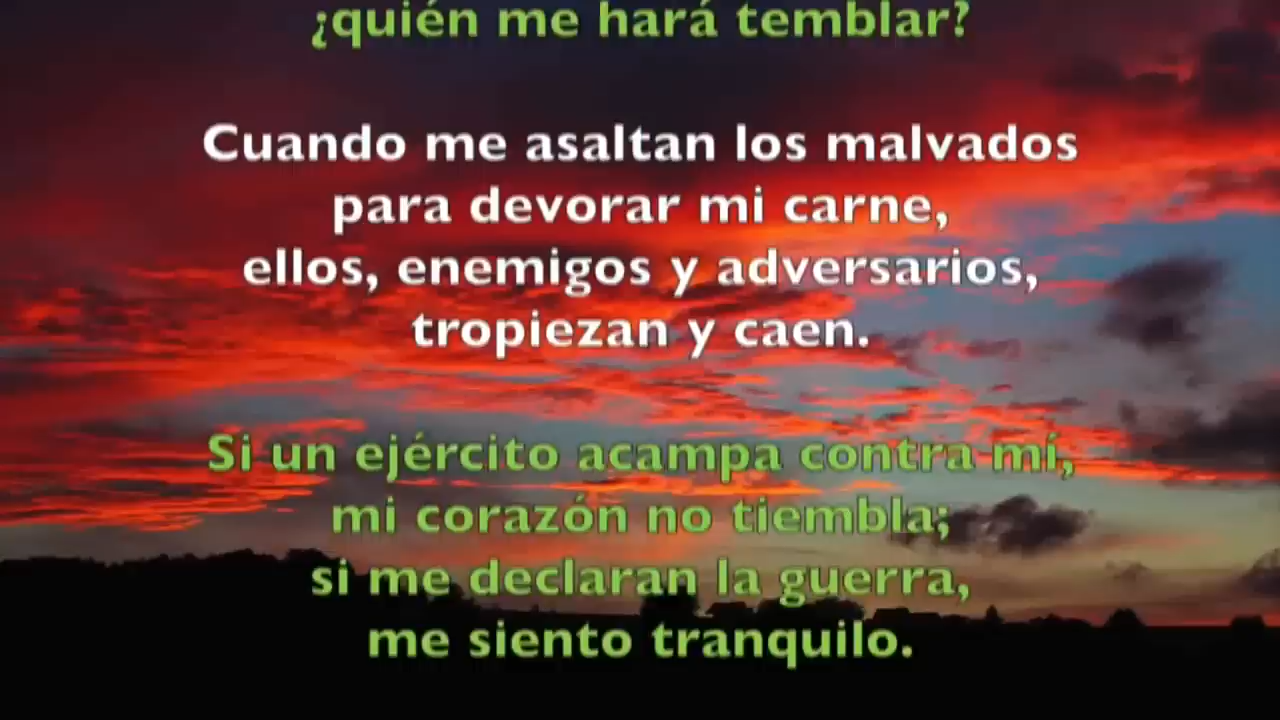 ¿quién me hará temblar?
Cuando me asaltan los malvados
para devorar mi carne,
ellos, enemigos y adversarios,
tropiezan y caen.
Si un ejército acampa contra mí,
mi corazón no tiembla;
si me declaran la guerra,
me siento tranquilo.